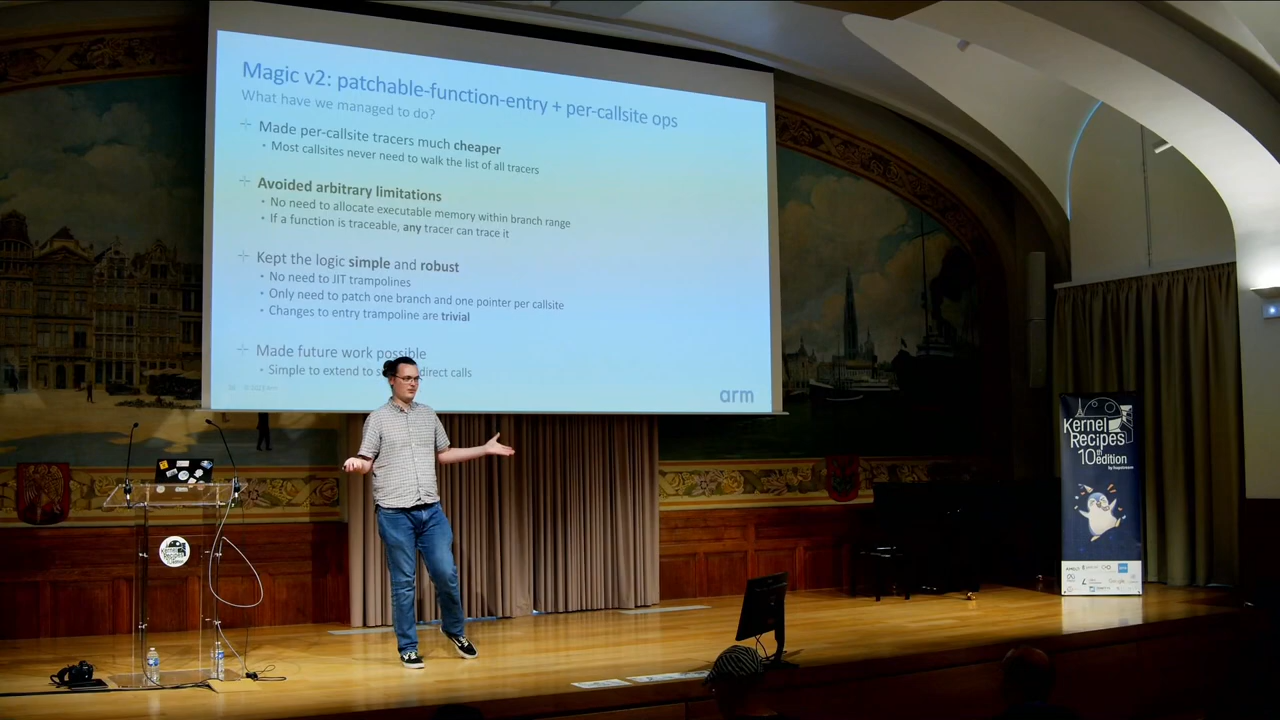 Magic v2: patchable-function-entry + per-callsite ops
What have we managed to do?
Made per-callsite tracers much cheaper
• Most callsites never need to walk the list of all tracers
Avoided arbitrary limitations
• No need to allocate executable memory within branch range
• If a function is traceable, any tracer can trace it
Kept the logic simple and robust
• No need to JIT trampolines
• Only need to patch one branch and one pointer per callsite
• Changes to entry trampoline are trivial
Made future work possible
• Simple to extend to direct calls
arm
Kernel
Recipes
10th edition
Kernel
Recipes
Google